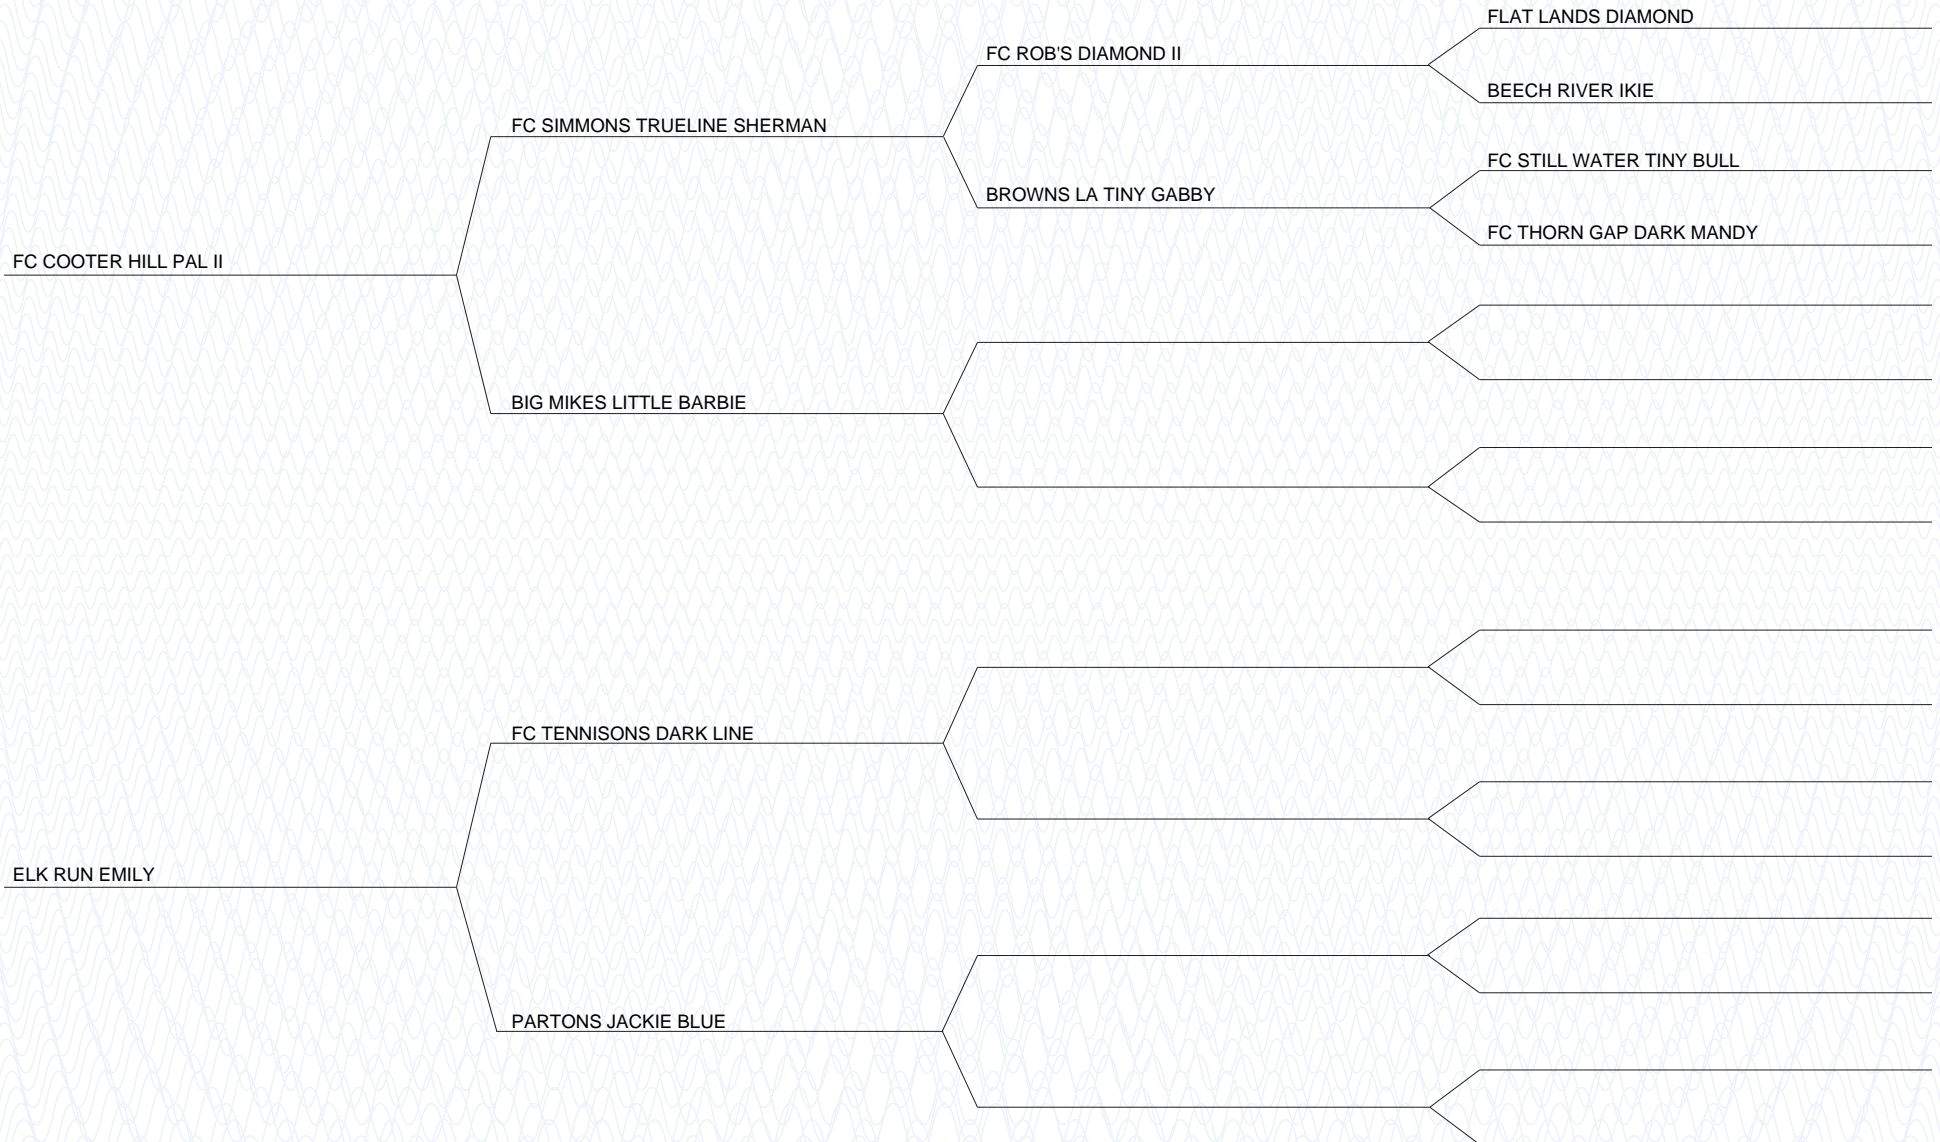 FLAT LANDS DIAMOND
FC ROB'S DIAMOND II
BEECH RIVER IKIE
FC SIMMONS TRUELINE SHERMAN
FC STILL WATER TINY BULL
BROWNS LA TINY GABBY
FC THORN GAP DARK MANDY
FC COOTER HILL PAL II
BIG MIKES LITTLE BARBIE
FC TENNISONS DARK LINE
ELK RUN EMILY
PARTONS JACKIE BLUE